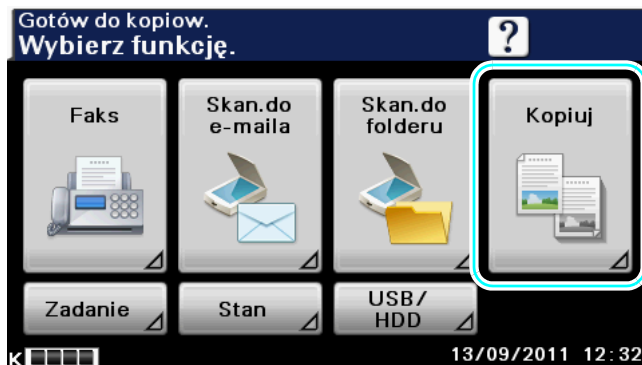 Gotów do kopiow.
Wybierz funkcję.
?
Faks
Skan.do
e-maila
Skan.do
folderu
Kopiuj
Zadanie
Stan
USB/
HDD
K
13/09/2011 12:32